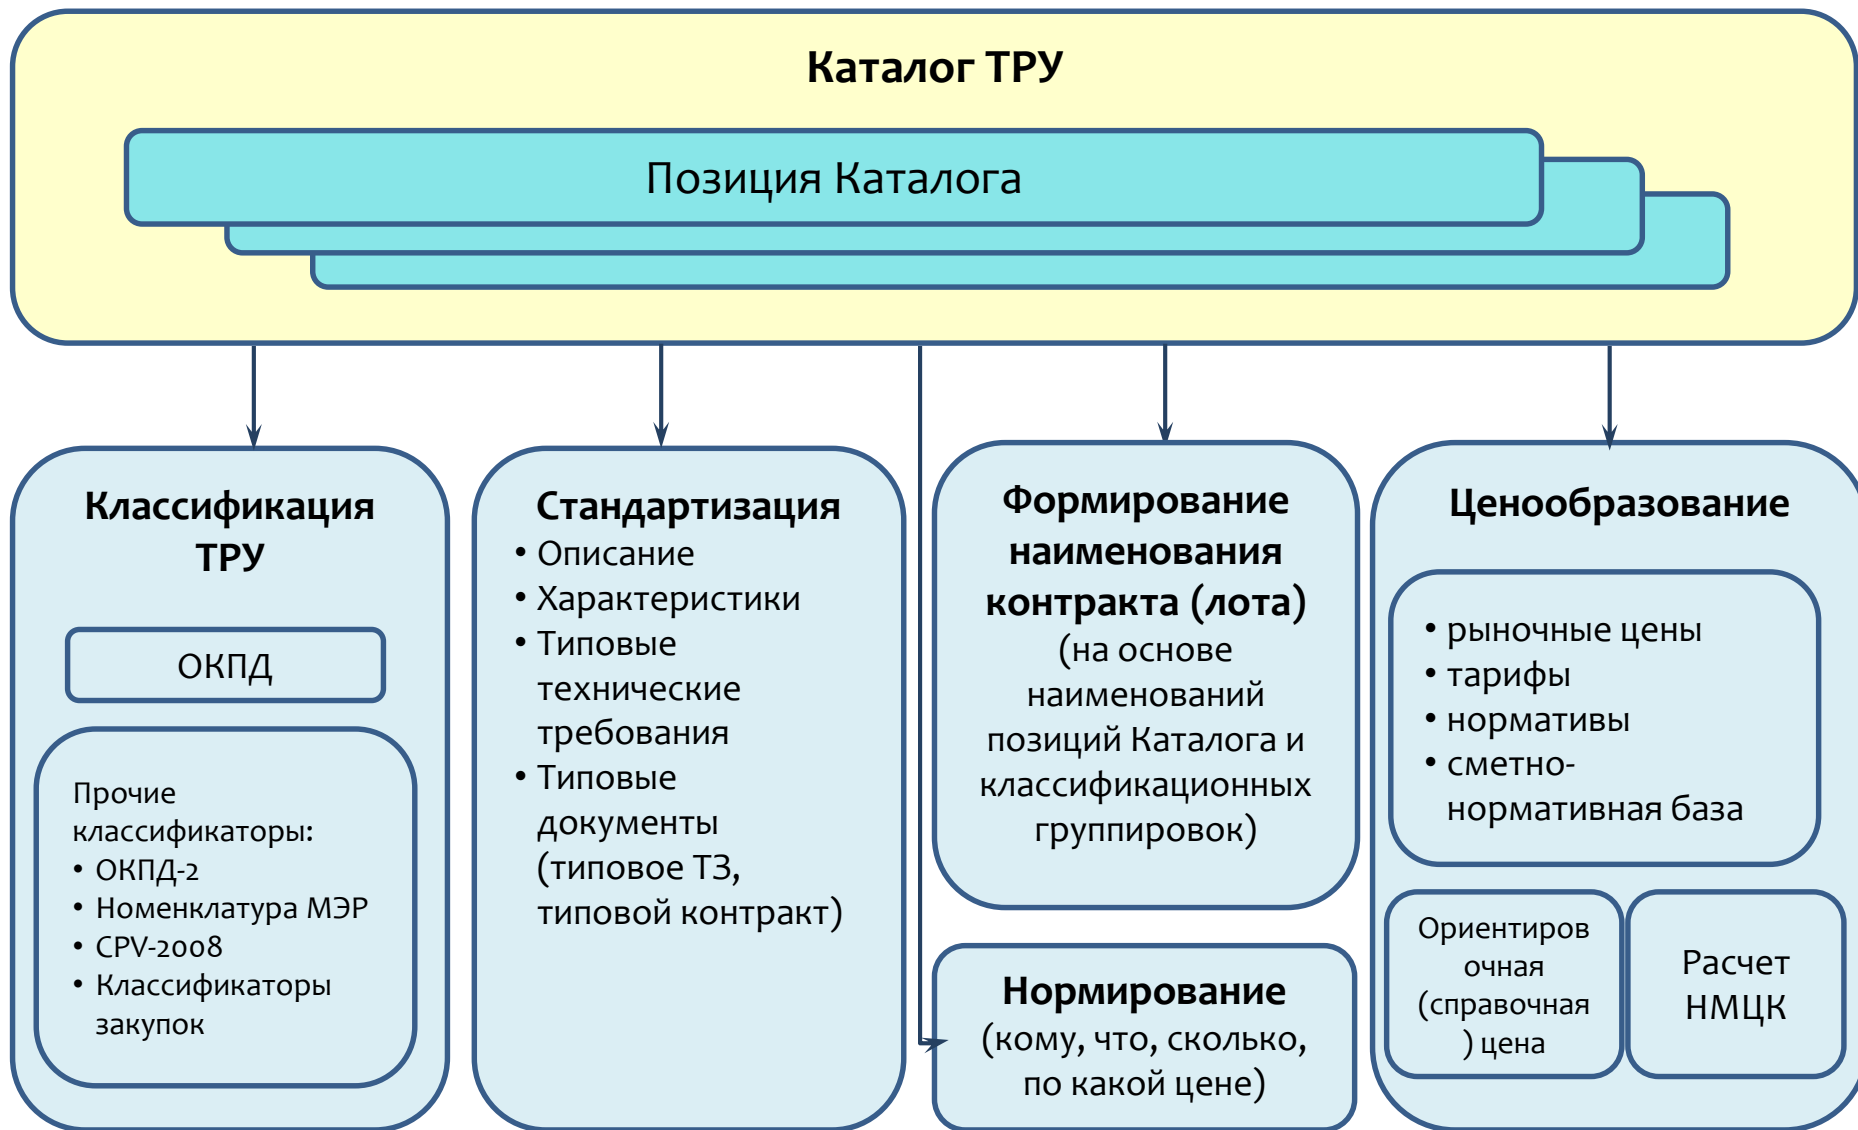 Каталог ТРУ
Позиция Каталога
Классификация
ТРУ
ОКПД
Прочие
классификаторы:
• ОКПД-2
• Номенклатура МЭР
• CPV-2008
• Классификаторы
закупок
Стандартизация
• Описание
• Характеристики
• Типовые
технические
требования
• Типовые
документы
(типовое ТЗ,
типовой контракт)
Формирование
наименования
контракта (лота)
(на основе
наименований
позиций Каталога и
классификационных
группировок)
Нормирование
(кому, что, сколько,
по какой цене)
Ценообразование
• рыночные цены
• тарифы
• нормативы
• сметно-
нормативная база
Ориентиров
очная
(справочная
) цена
Расчет
НМЦК